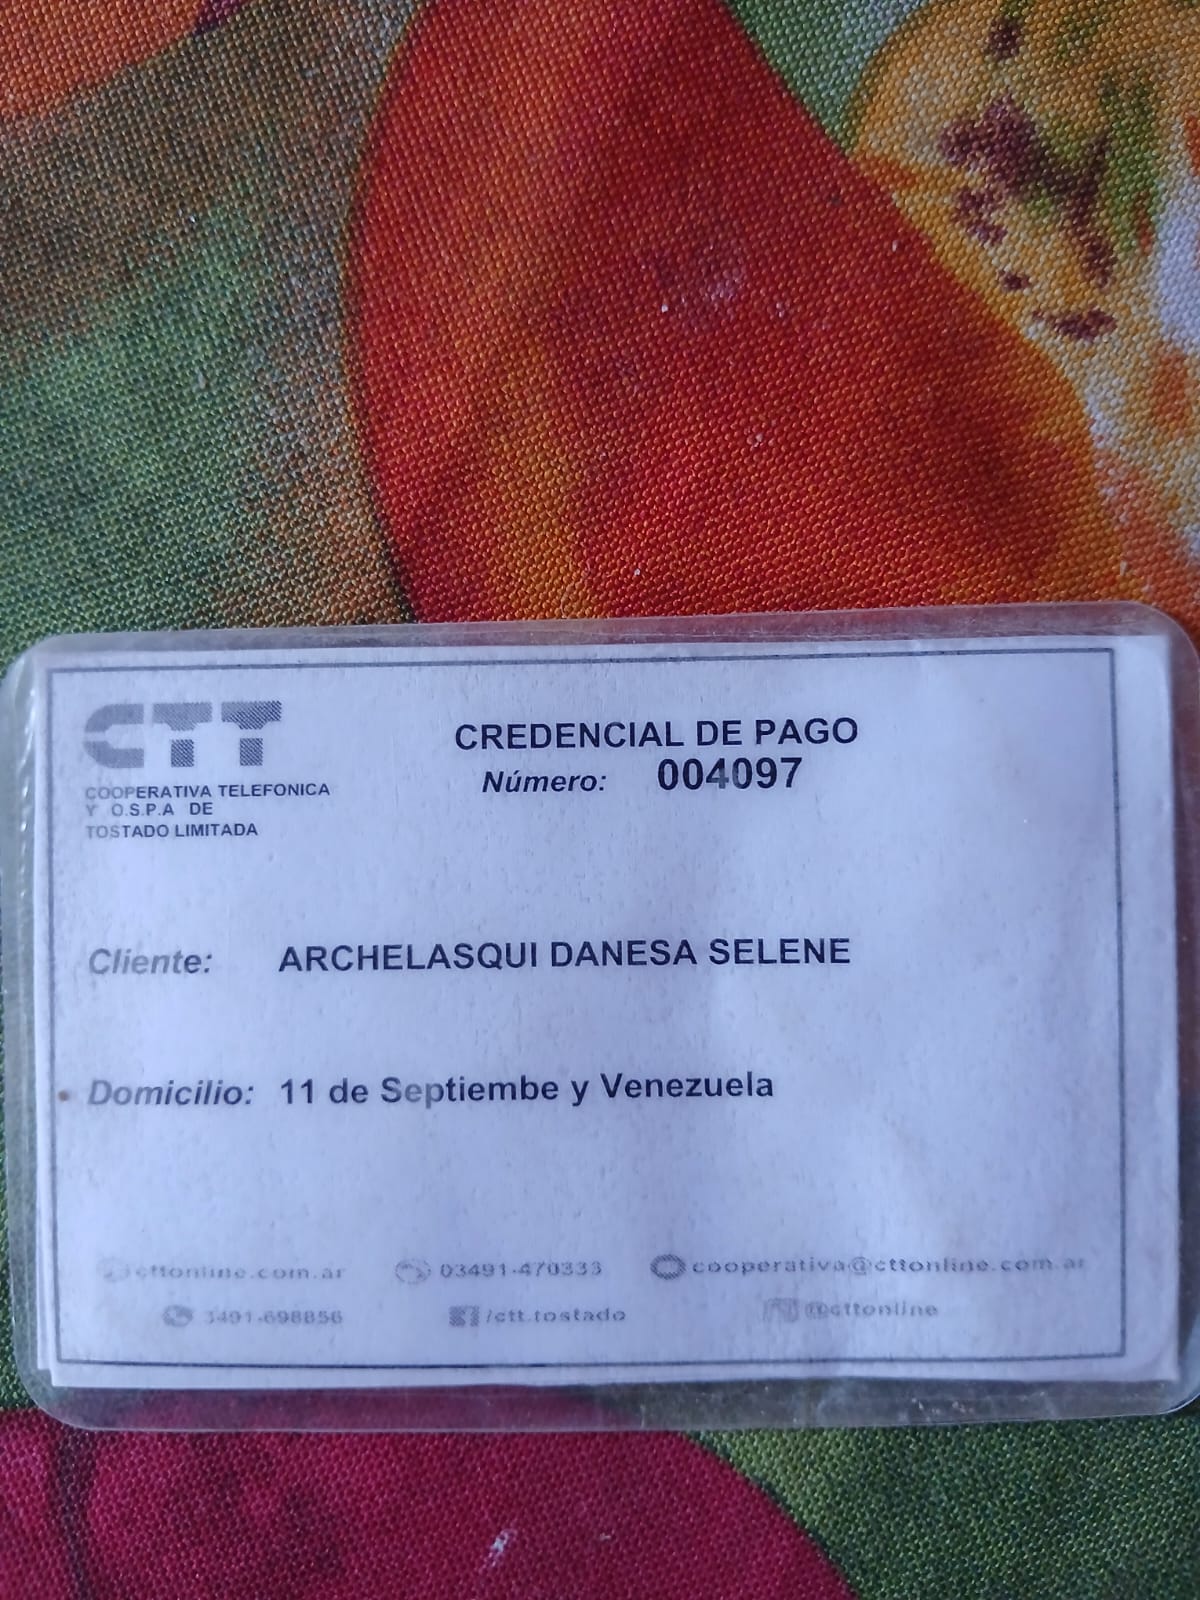 CTT
COOPERATIVA TELEFONICA
Y O.S.P.A DE
TOSTADO LIMITADA
CREDENCIAL DE PAGO
Número: 004097
Cliente: ARCHELASQUI DANESA SELENE
Domicilio: 11 de Septiembe y Venezuela
cttonline.com.ar 03491-470333 cooperativa@cttonline.com.ar
3491-698856 /ctt.tostado @cttonline